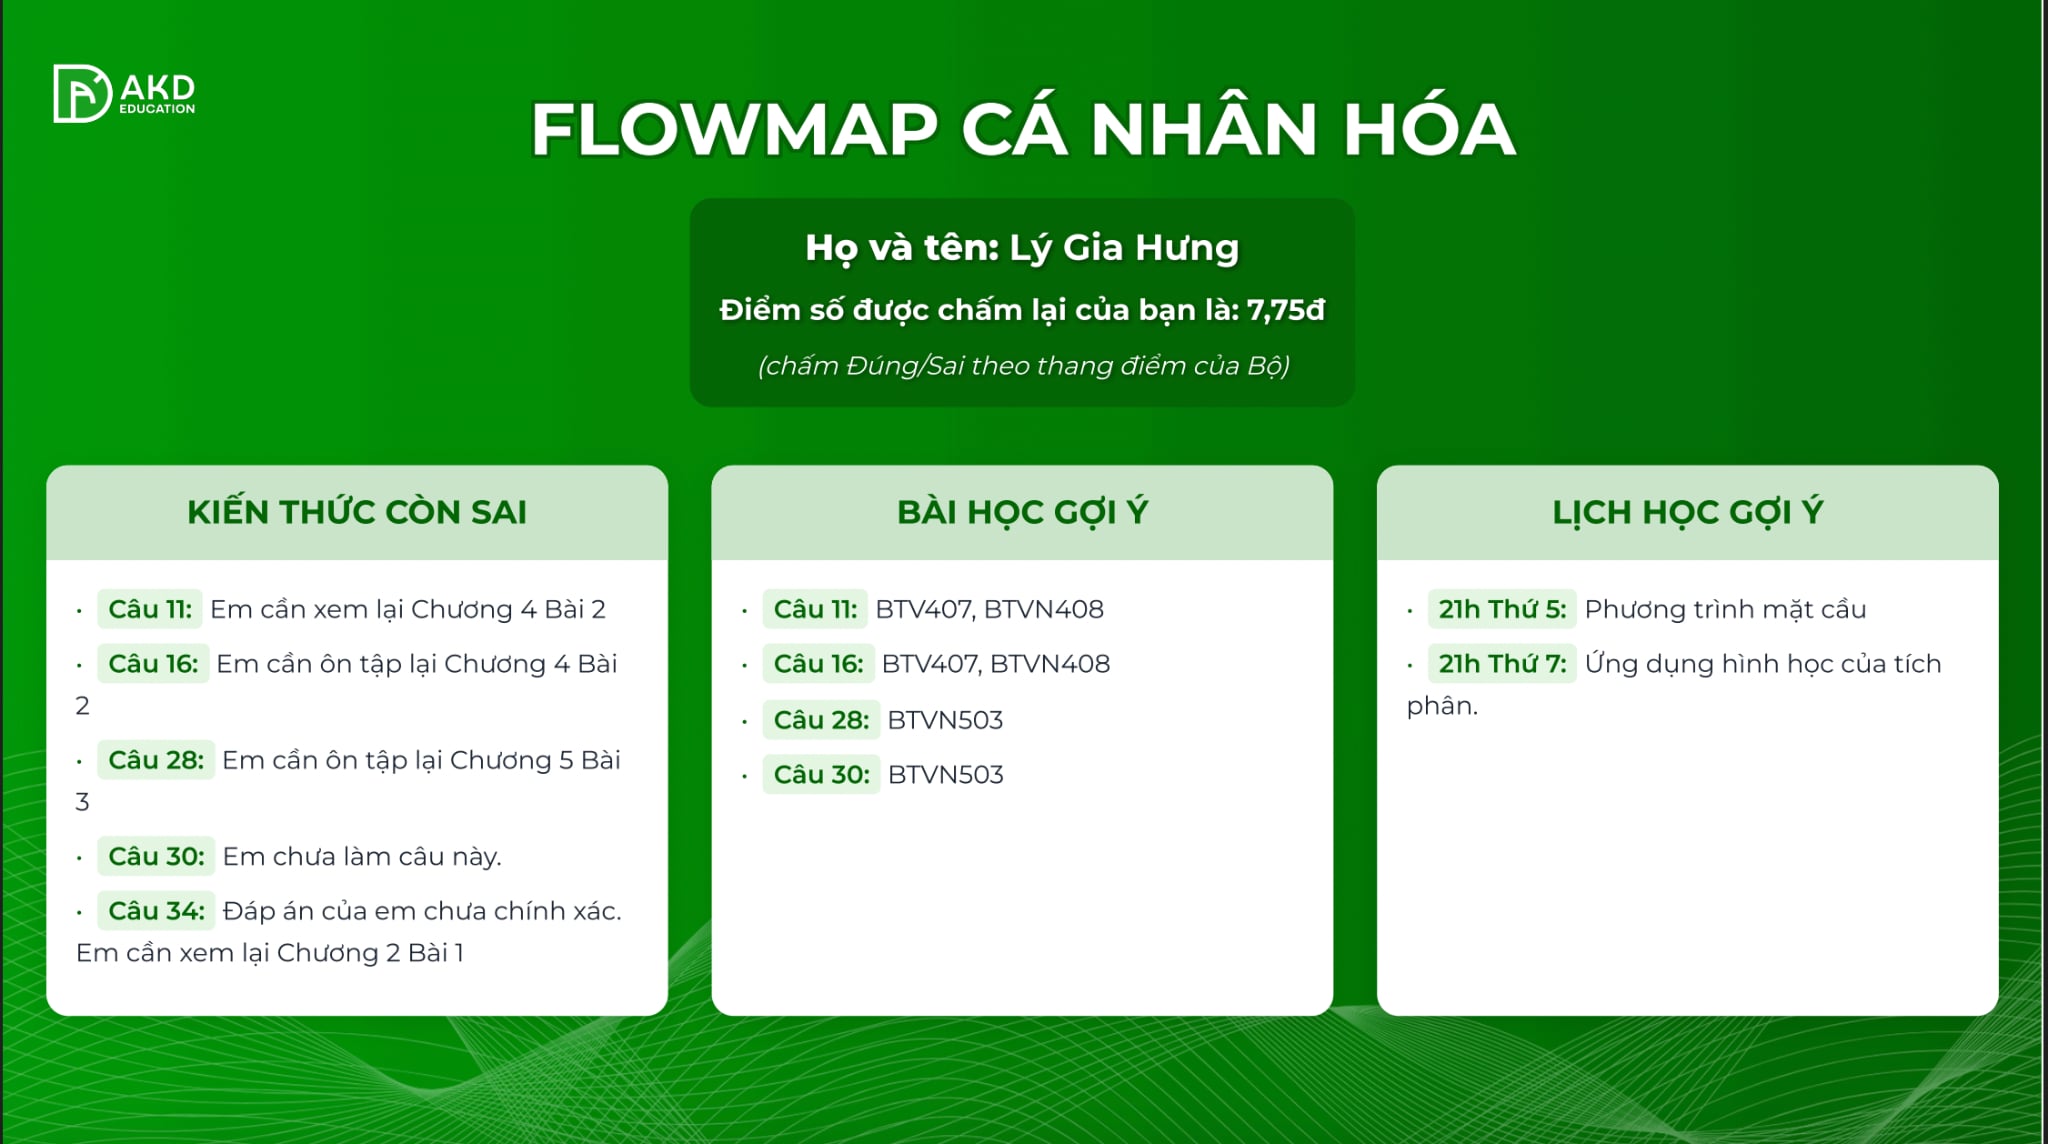 AKD
EDUCATION
FLOWMAP CÁ NHÂN HÓA
Họ và tên: Lý Gia Hưng
Điểm số được chấm lại của bạn là: 7,75đ
(chấm Đúng/Sai theo thang điểm của Bộ)
KIẾN THỨC CÒN SAI
• Câu 11: Em cần xem lại Chương 4 Bài 2
• Câu 16: Em cần ôn tập lại Chương 4 Bài
2
• Câu 28: Em cần ôn tập lại Chương 5 Bài
3
• Câu 30: Em chưa làm câu này.
• Câu 34: Đáp án của em chưa chính xác.
Em cần xem lại Chương 2 Bài 1
BÀI HỌC GỢI Ý
• Câu 11: BTV407, BTVN408
• Câu 16: BTV407, BTVN408
• Câu 28: BTVN503
• Câu 30: BTVN503
LỊCH HỌC GỢI Ý
• 21h Thứ 5: Phương trình mặt cầu
• 21h Thứ 7: Ứng dụng hình học của tích
phân.